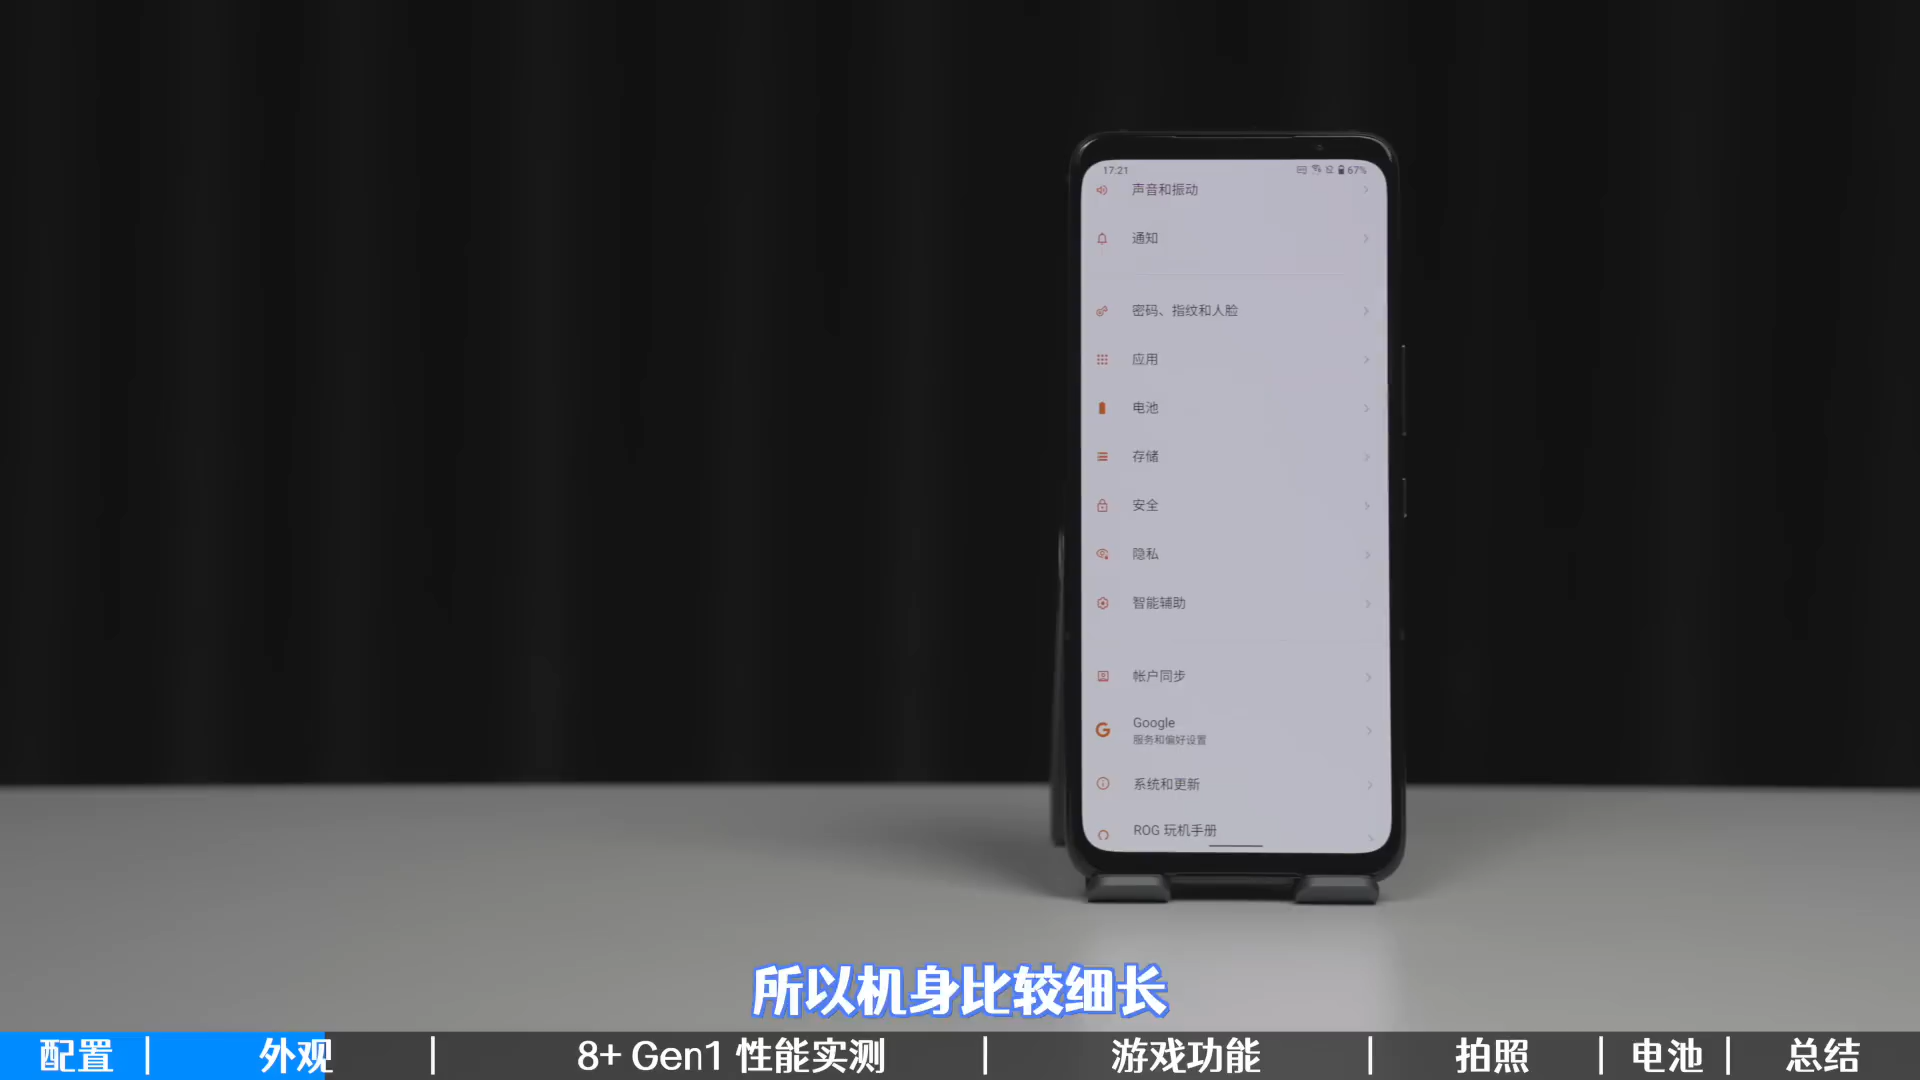 17:21 67%
声音和振动
通知
密码、指纹和人脸
应用
电池
存储
安全
隐私
智能辅助
帐户同步
Google
服务和偏好设置
系统和更新
ROG 玩机手册
所以机身比较细长
配置 | 外观 | 8+ Gen1 性能实测 | 游戏功能 | 拍照 | 电池 | 总结